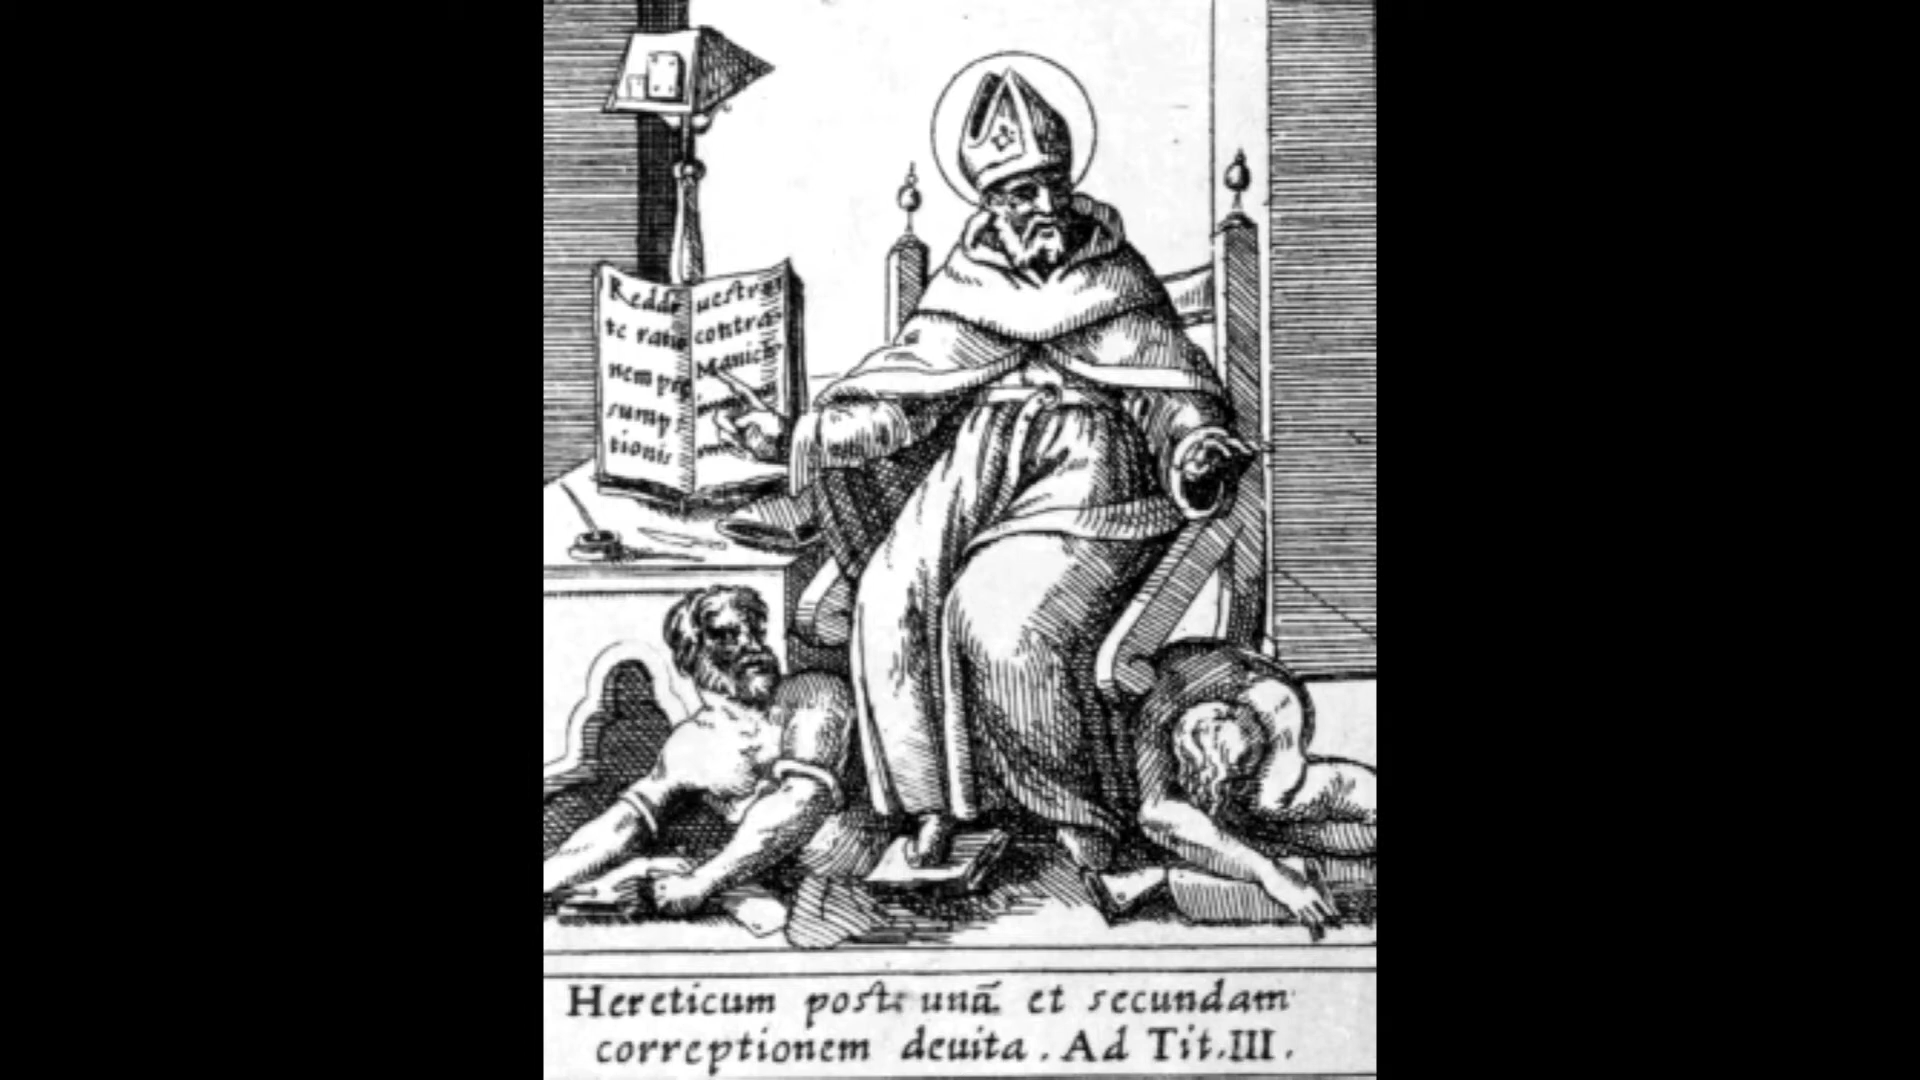 Redde
te ratio
nem pre
sump
tionis
uestræ
contra
Manich
Hereticum post unā et secundam
correptionem deuita. Ad Tit.III.